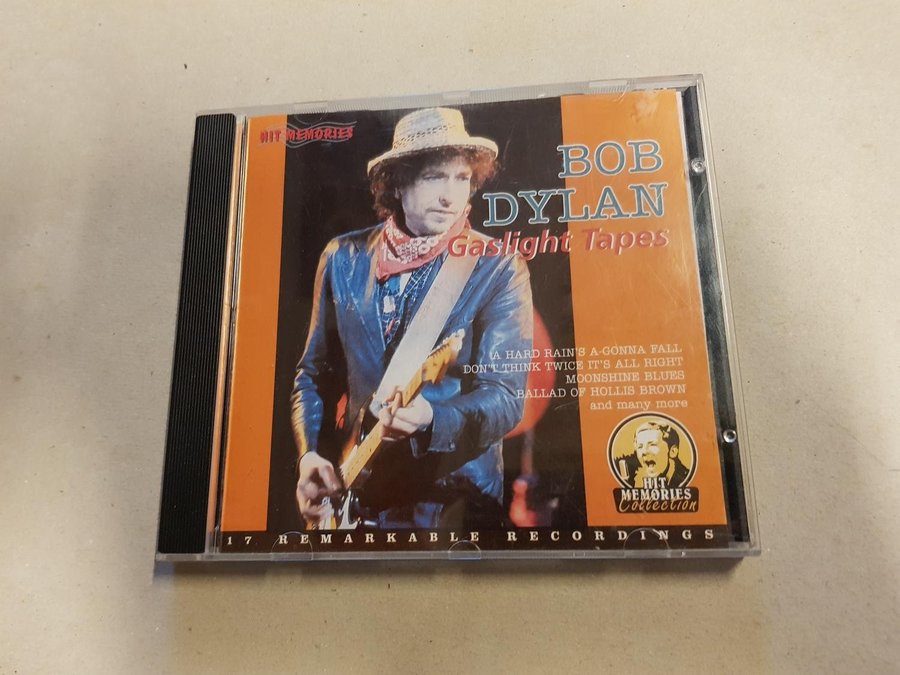 HIT MEMORIES
BOB
DYLAN
Gaslight Tapes
A HARD RAIN'S A-GONNA FALL
DON'T THINK TWICE IT'S ALL RIGHT
MOONSHINE BLUES
BALLAD OF HOLLIS BROWN
and many more
HIT
MEMORIES
Collection
17 REMARKABLE RECORDINGS